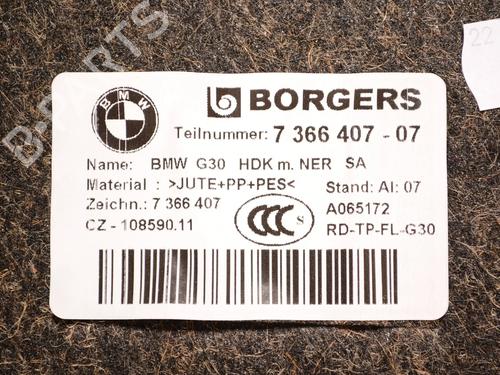 BMW
BORGERS
Teilnummer: 7 366 407 - 07
Name: BMW G30 HDK m. NER SA
Material : >JUTE+PP+PES<
Stand: AI: 07
Zeichn.: 7 366 407
A065172
CZ - 108590.11
CCC S
RD-TP-FL-G30
22
B-PARTS